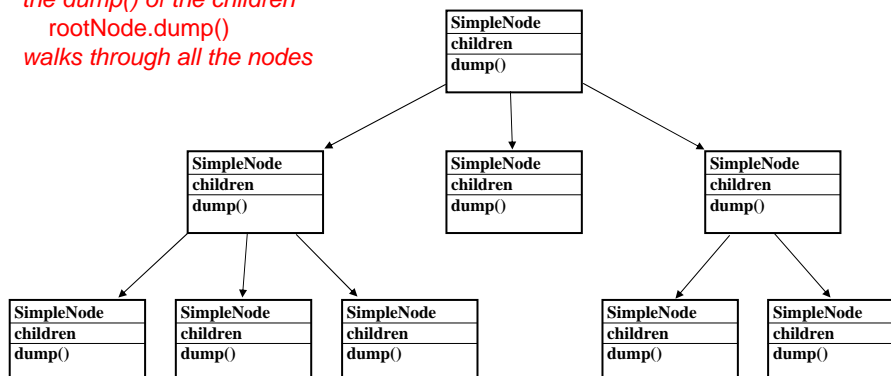 the dump() of the children
rootNode.dump()
walks through all the nodes
SimpleNode
children
dump()
SimpleNode
children
dump()
SimpleNode
children
dump()
SimpleNode
children
dump()
SimpleNode
children
dump()
SimpleNode
children
dump()
SimpleNode
children
dump()
SimpleNode
children
dump()
SimpleNode
children
dump()